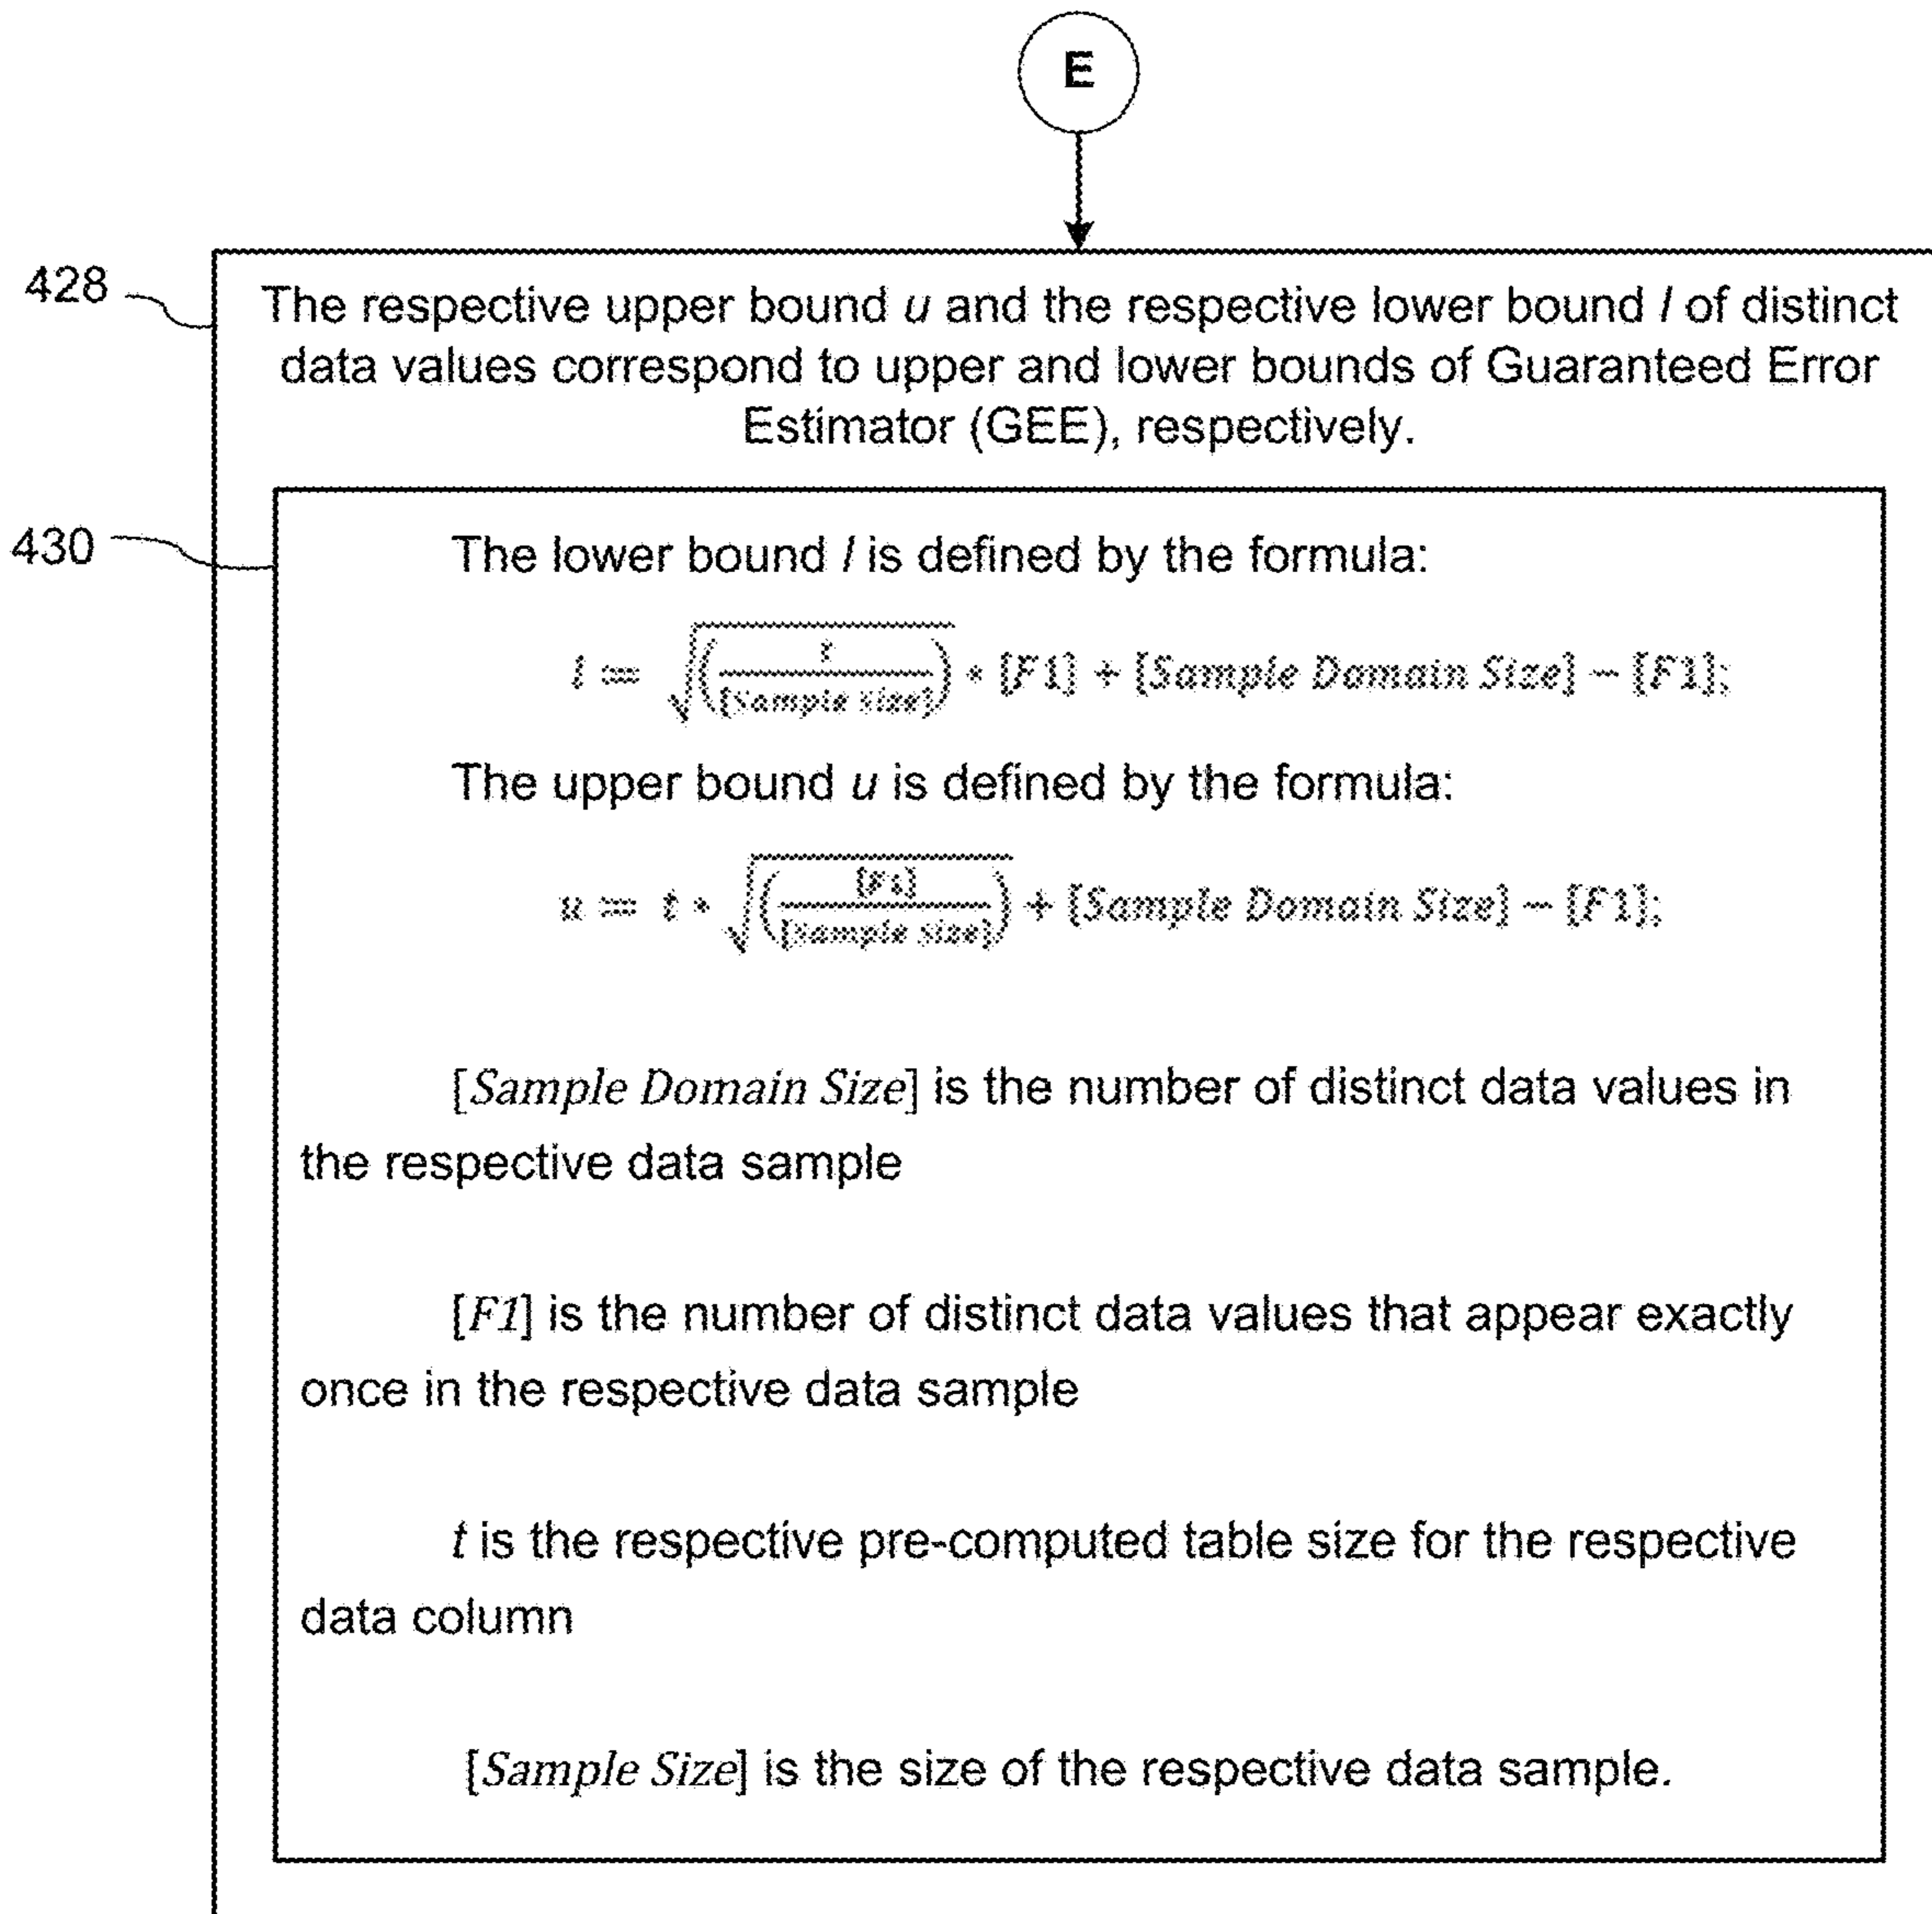 E
428
The respective upper bound u and the respective lower bound l of distinct
data values correspond to upper and lower bounds of Guaranteed Error
Estimator (GEE), respectively.
430
The lower bound l is defined by the formula:
l = √(t/[Sample Size]) * [F1] + [Sample Domain Size] − [F1];
The upper bound u is defined by the formula:
u = t * √([F1]/[Sample Size]) + [Sample Domain Size] − [F1];
[Sample Domain Size] is the number of distinct data values in
the respective data sample
[F1] is the number of distinct data values that appear exactly
once in the respective data sample
t is the respective pre-computed table size for the respective
data column
[Sample Size] is the size of the respective data sample.